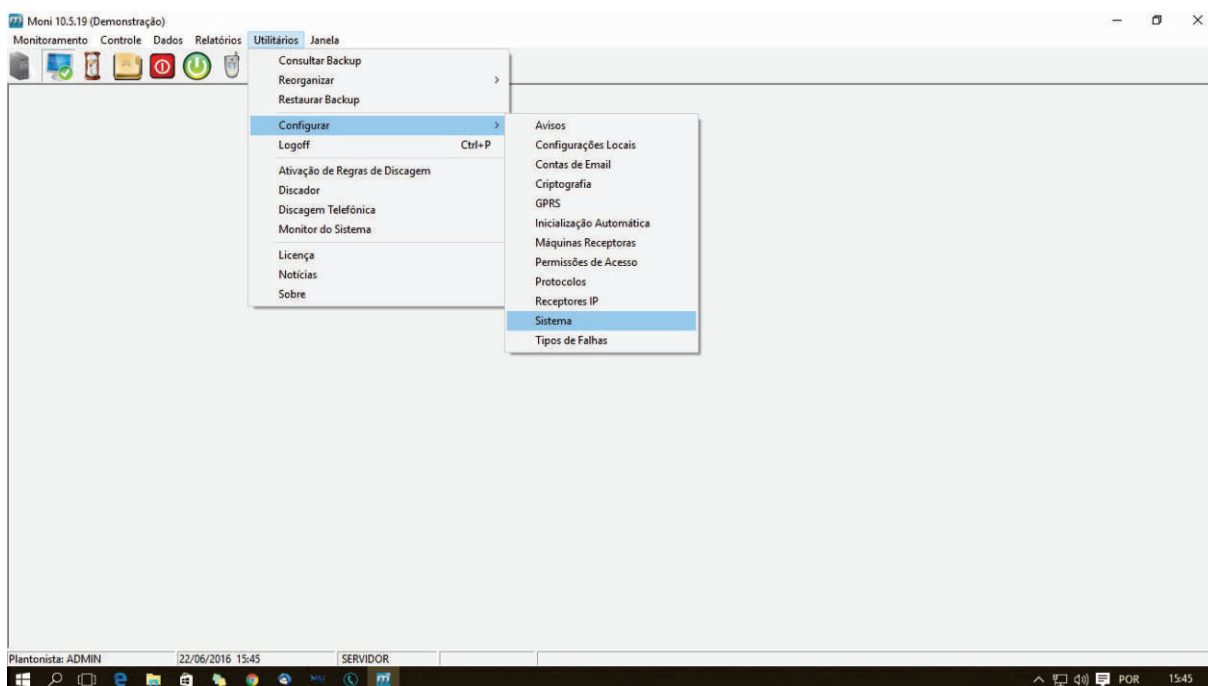 Moni 10.5.19 (Demonstração)
Monitoramento Controle Dados Relatórios Utilitários Janela
Consultar Backup
Reorganizar
Restaurar Backup
Configurar
Logoff Ctrl+P
Ativação de Regras de Discagem
Discador
Discagem Telefônica
Monitor do Sistema
Licença
Notícias
Sobre
Avisos
Configurações Locais
Contas de Email
Criptografia
GPRS
Inicialização Automática
Máquinas Receptoras
Permissões de Acesso
Protocolos
Receptores IP
Sistema
Tipos de Falhas
Plantonista: ADMIN 22/06/2016 15:45 SERVIDOR
POR 15:45